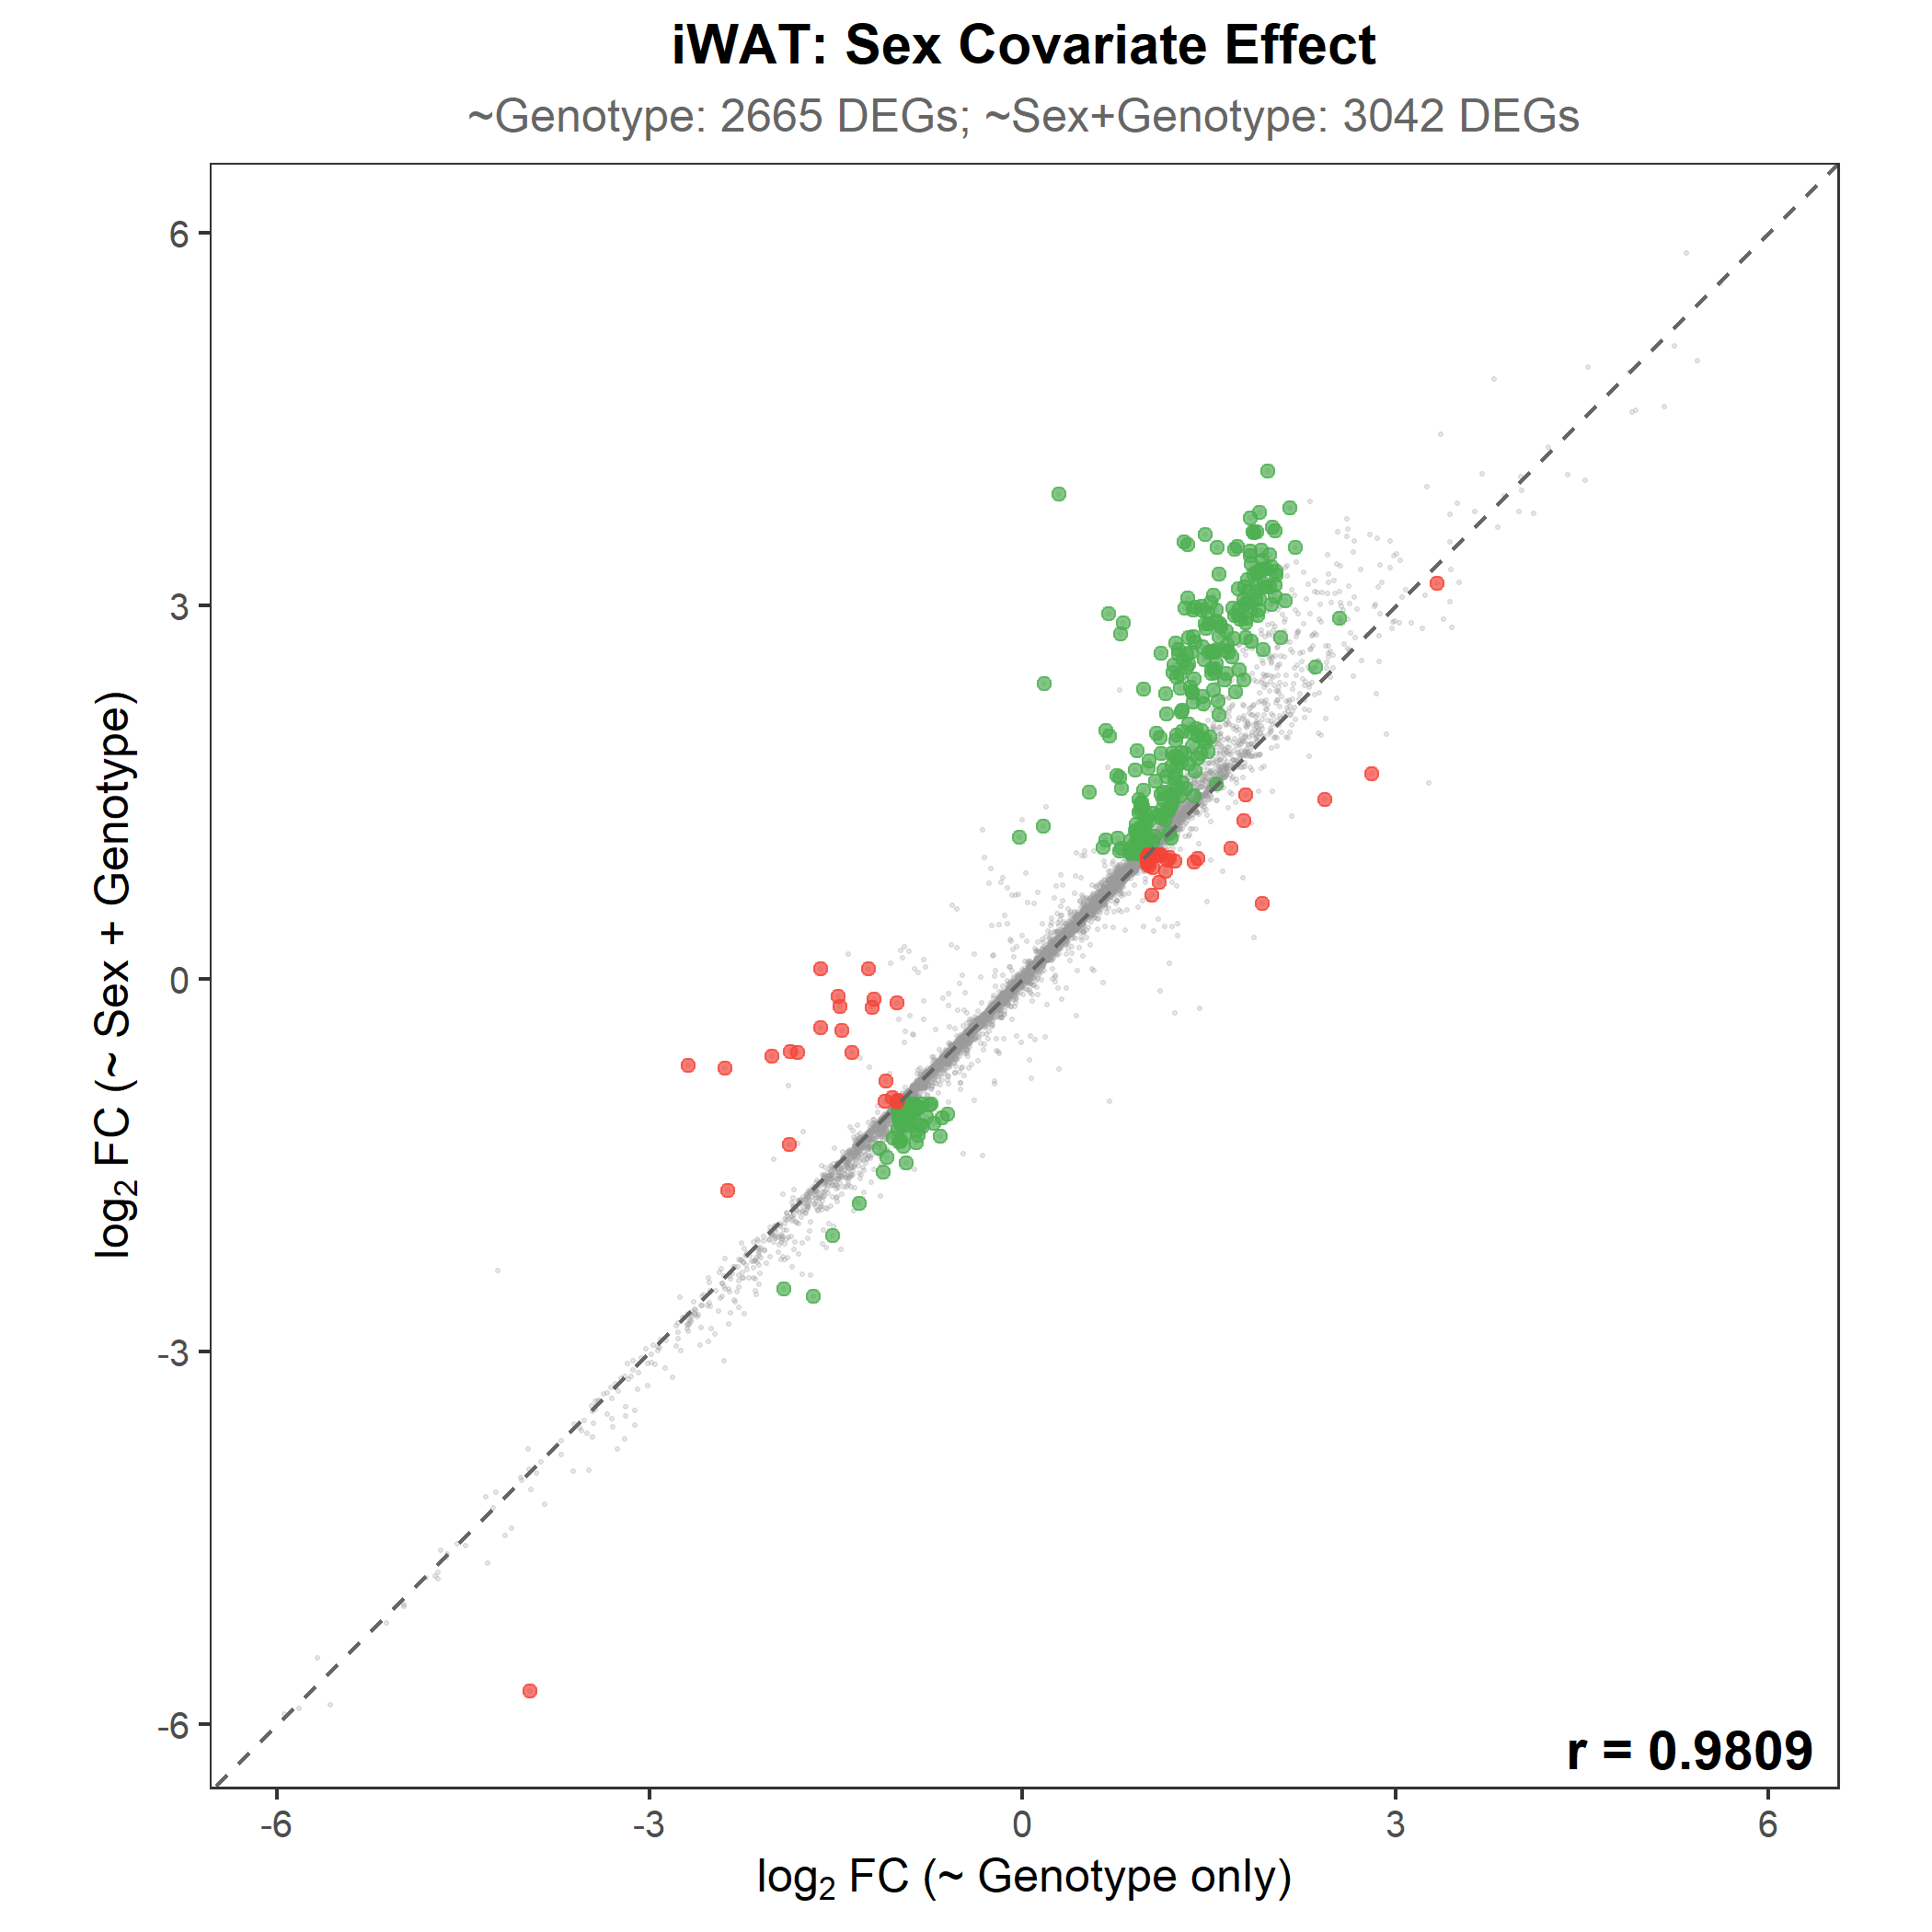 iWAT: Sex Covariate Effect
~Genotype: 2665 DEGs; ~Sex+Genotype: 3042 DEGs
log₂ FC (~ Sex + Genotype)
6
3
0
-3
-6
r = 0.9809
-6
-3
0
3
6
log₂ FC (~ Genotype only)